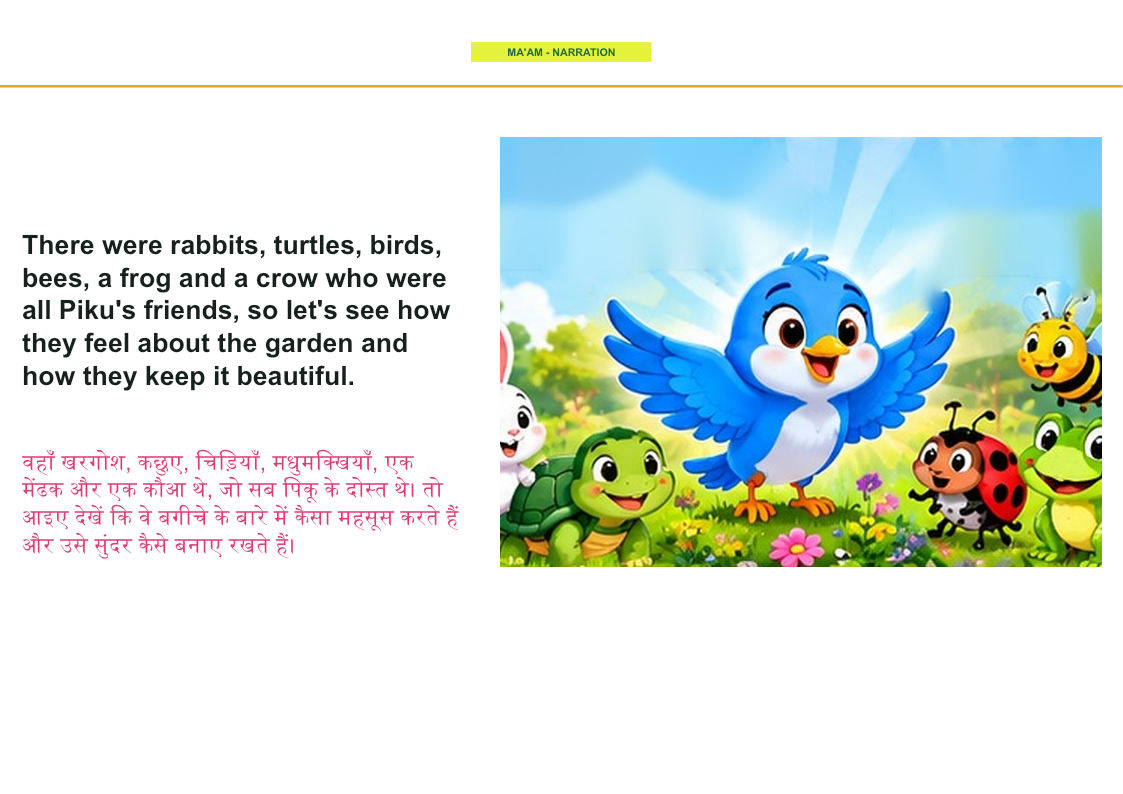 MA'AM - NARRATION
There were rabbits, turtles, birds,
bees, a frog and a crow who were
all Piku's friends, so let's see how
they feel about the garden and
how they keep it beautiful.
वहाँ खरगोश, कछुए, चिड़ियाँ, मधुमक्खियाँ, एक
मेंढक और एक कौआ थे, जो सब पिकू के दोस्त थे। तो
आइए देखें कि वे बगीचे के बारे में कैसा महसूस करते हैं
और उसे सुंदर कैसे बनाए रखते हैं।